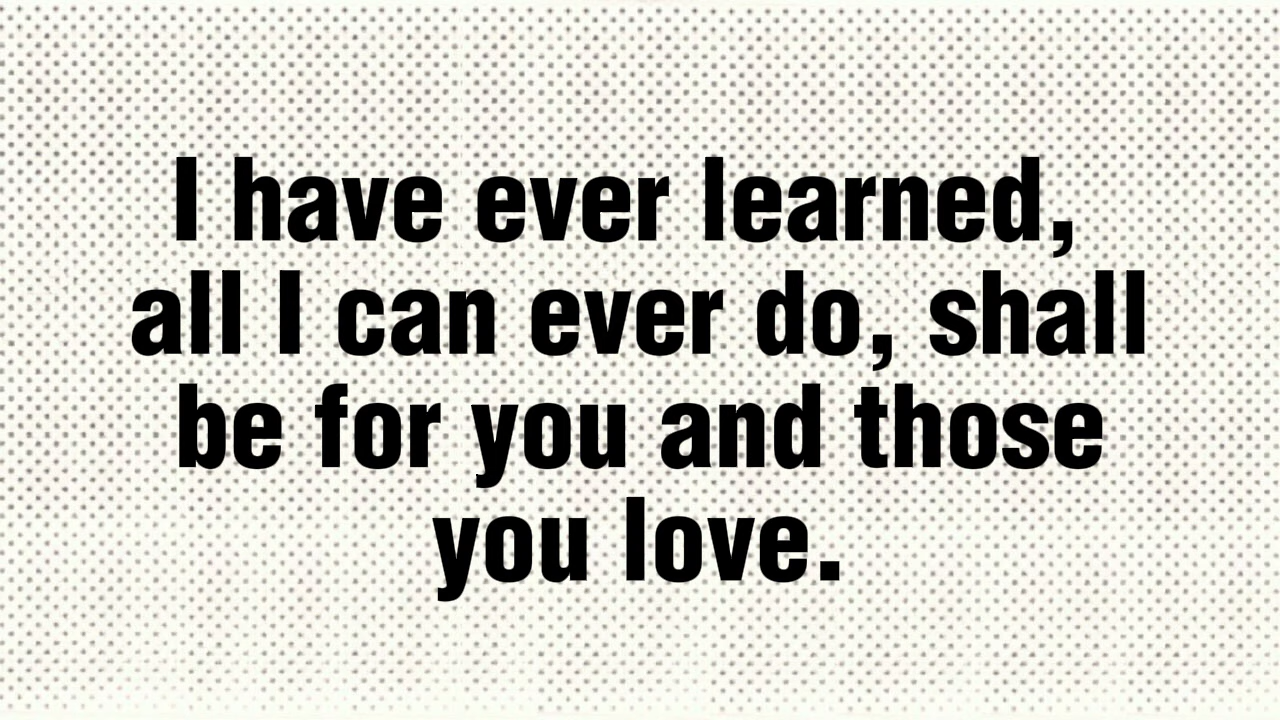 I have ever learned,
all I can ever do, shall
be for you and those
you love.